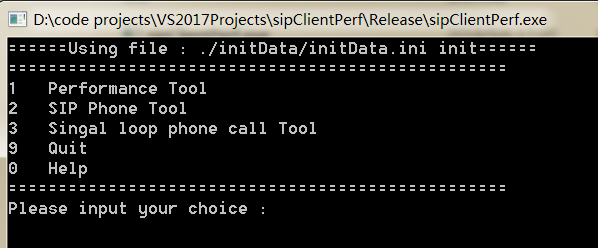 D:\code projects\VS2017Projects\sipClientPerf\Release\sipClientPerf.exe
======Using file : ./initData/initData.ini init======
--------------------------------------------------
1 Performance Tool
2 SIP Phone Tool
3 Singal loop phone call Tool
9 Quit
0 Help
--------------------------------------------------
Please input your choice :